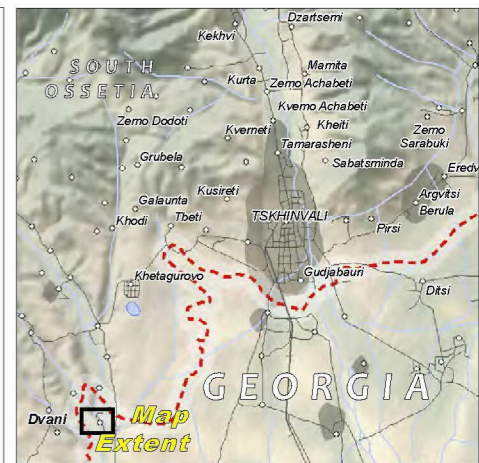 Dzartsemi
Kekhvi
SOUTH
OSSETIA
Mamita
Kurta
Zemo Achabeti
Kvemo Achabeti
Zemo Dodoti
Kverneti
Kheiti
Zemo
Sarabuki
Tamarasheni
Grubela
Sabatsminda
Eredv
Kusireti
Argvitsi
Galaunta
Berula
Khodi
Tbeti
TSKHINVALI
Pirsi
Khetagurovo
Gudjabauri
Ditsi
GEORGIA
Dvani
Map
Extent